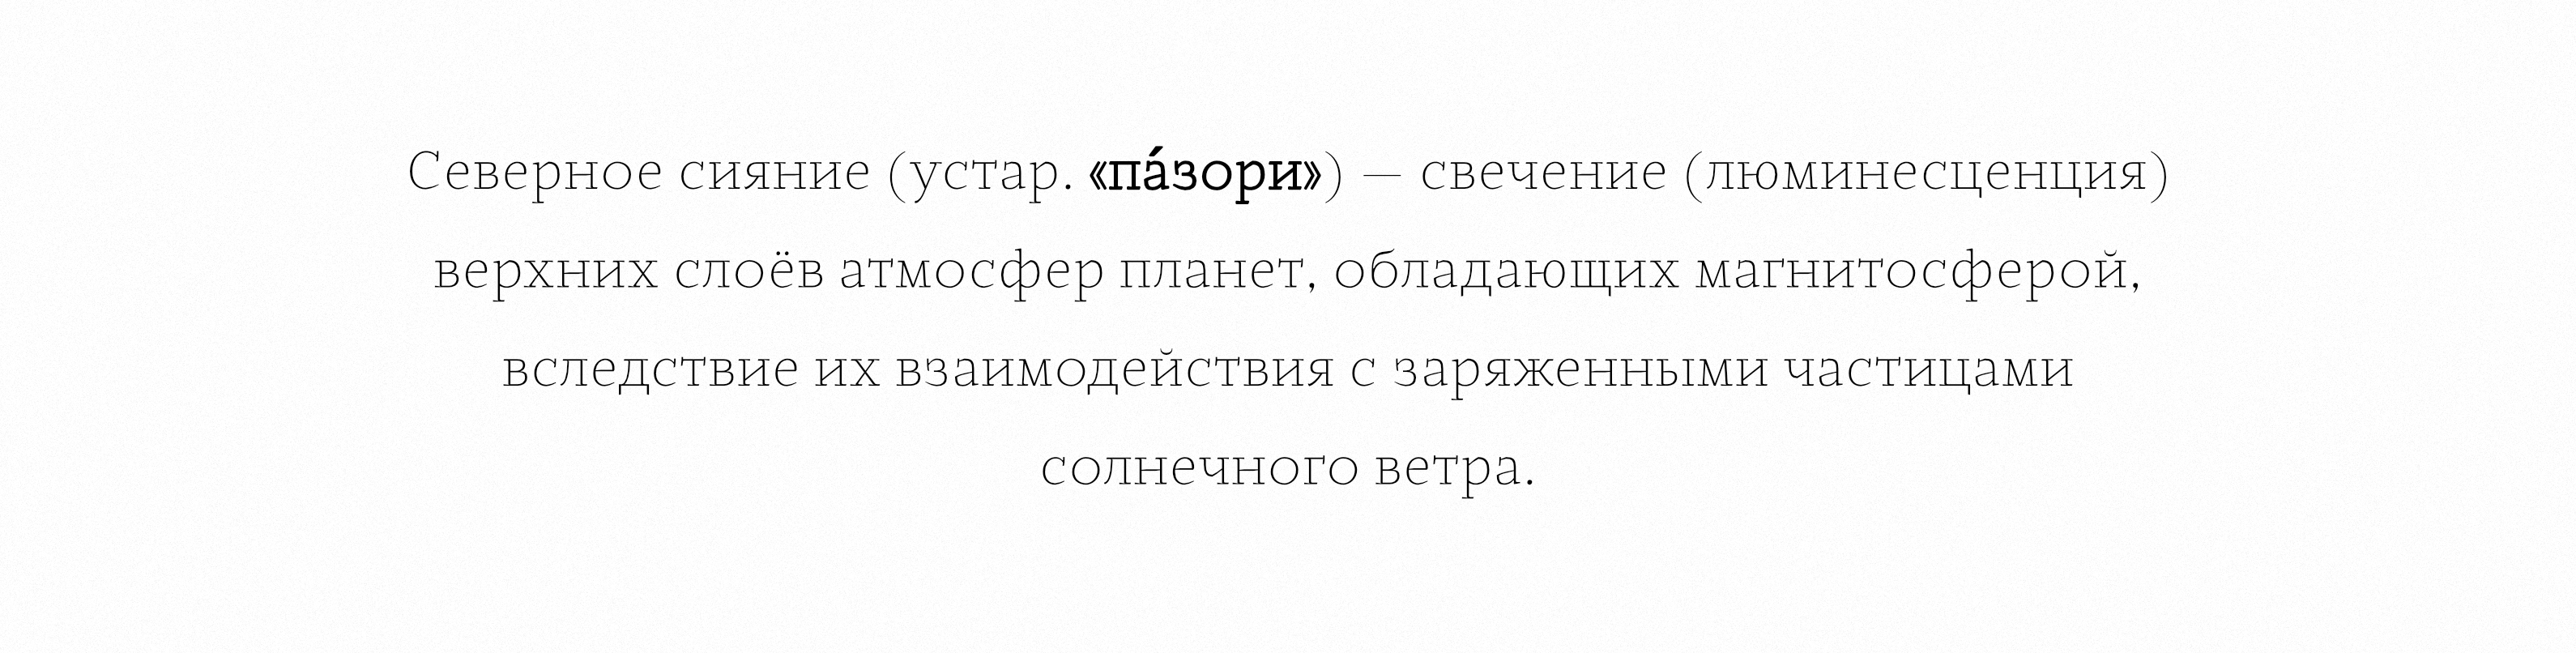 Северное сияние (устар. «па́зори») — свечение (люминесценция)
верхних слоёв атмосфер планет, обладающих магнитосферой,
вследствие их взаимодействия с заряженными частицами
солнечного ветра.